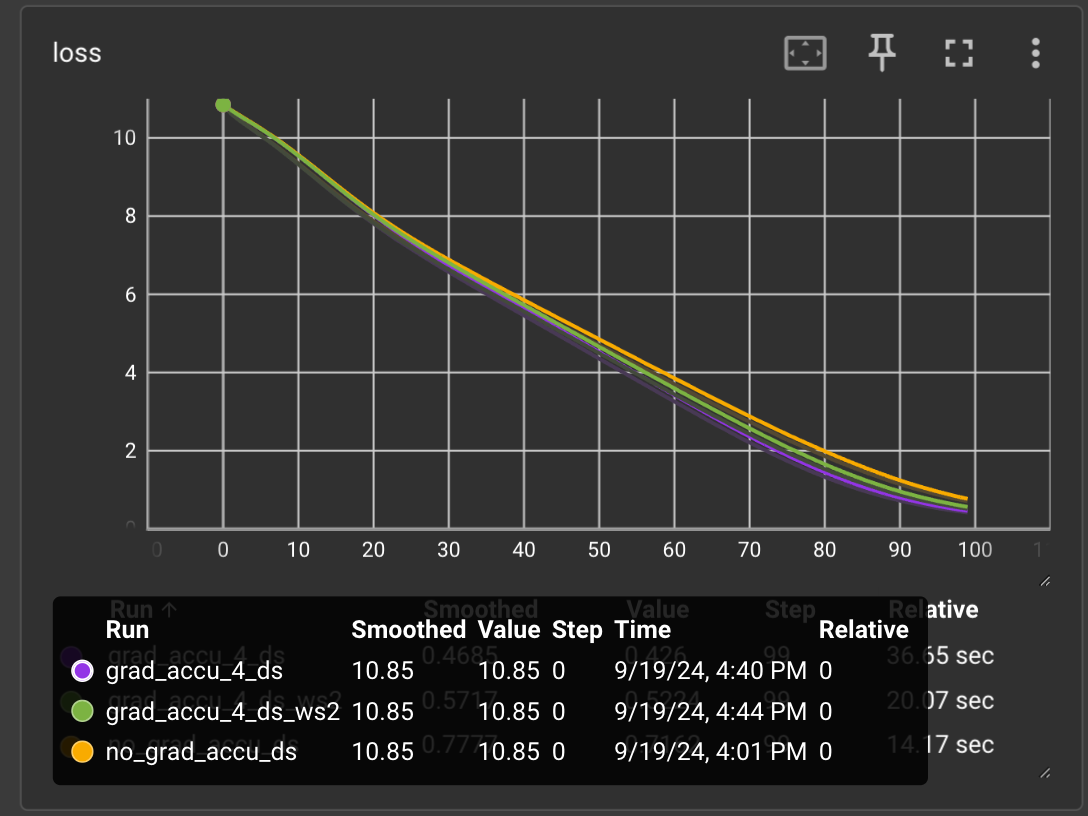 loss
10
8
6
4
2
0
0 0 10 20 30 40 50 60 70 80 90 100 1
Run ↑ Smoothed Value Step Relative
Run Smoothed Value Step Time Relative
grad_accu_4_ds 0.4685 0.426 99 36.65 sec
grad_accu_4_ds 10.85 10.85 0 9/19/24, 4:40 PM 0
grad_accu_4_ds_ws2 0.5717 0.5224 99 20.07 sec
grad_accu_4_ds_ws2 10.85 10.85 0 9/19/24, 4:44 PM 0
no_grad_accu_ds 0.7777 99 14.17 sec
no_grad_accu_ds 10.85 10.85 0 9/19/24, 4:01 PM 0